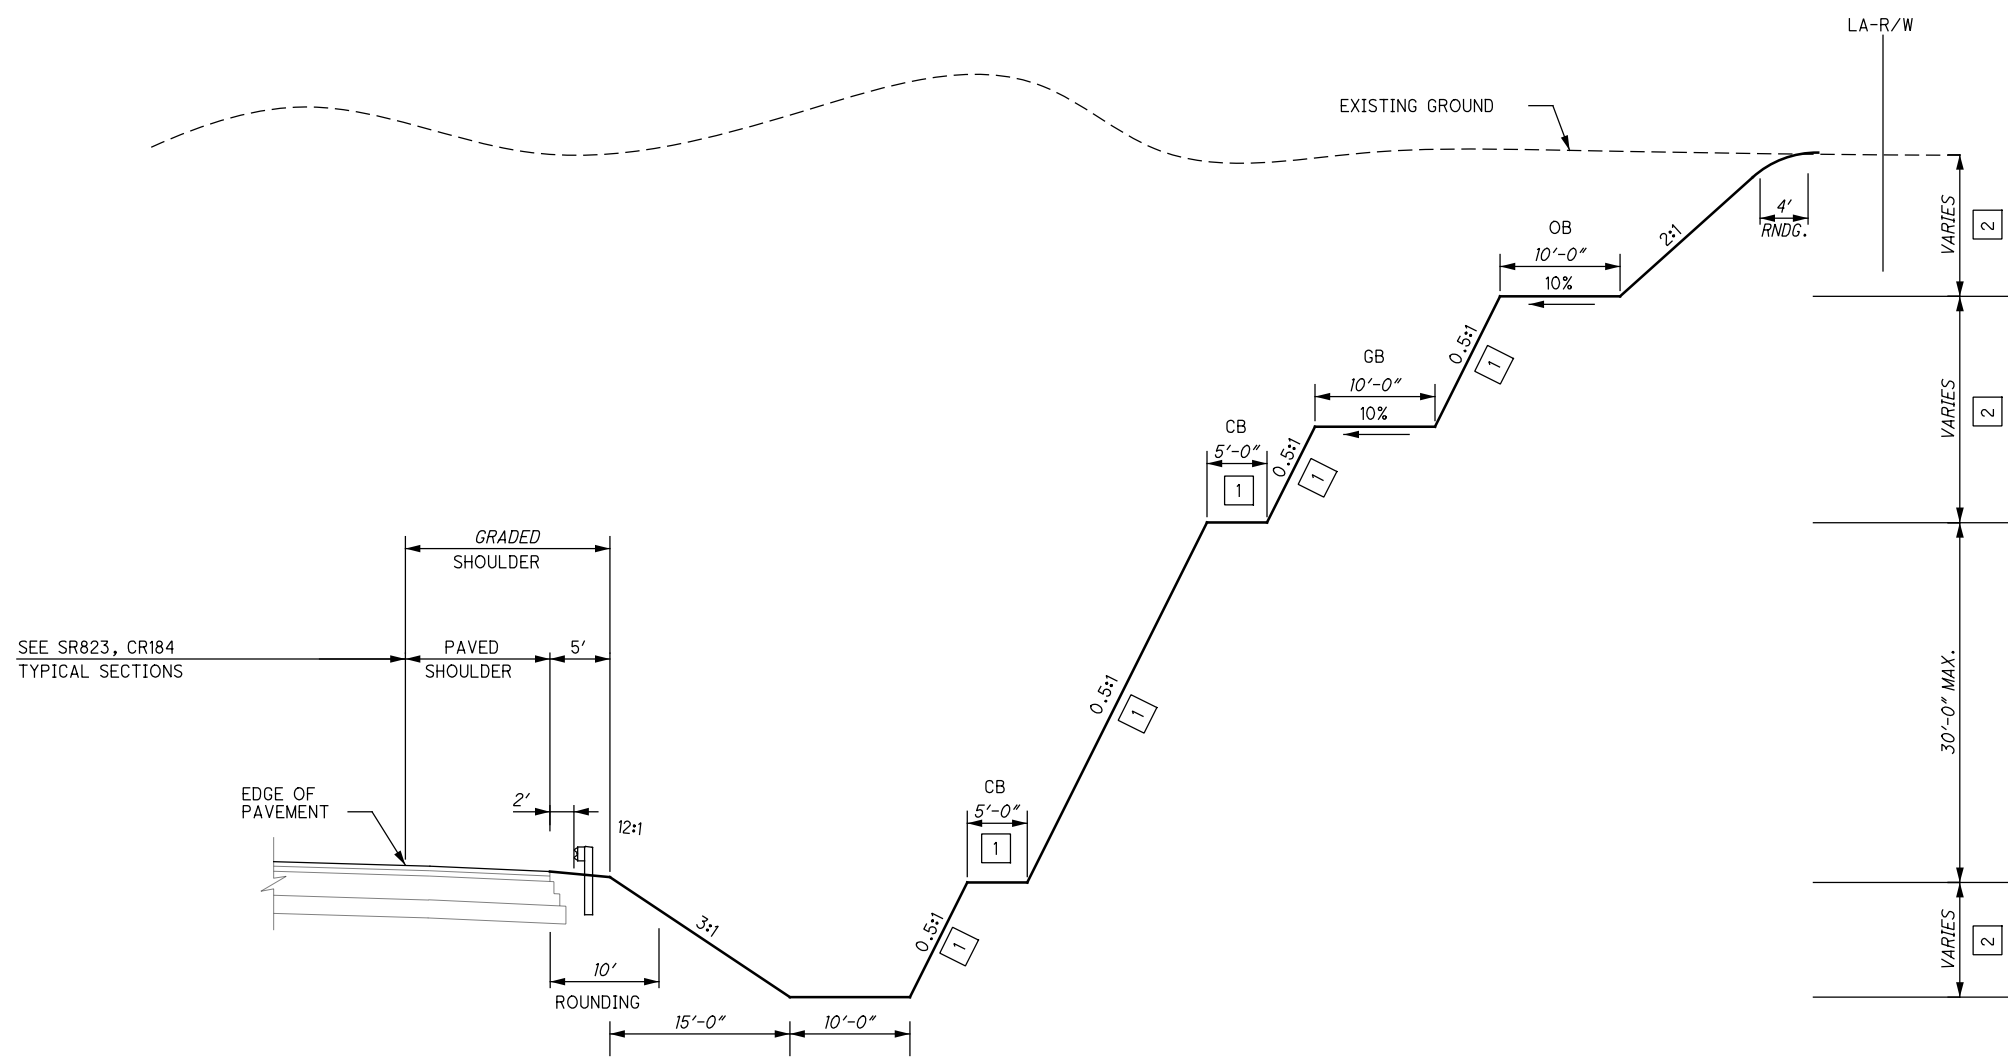 LA-R/W
EXISTING GROUND
4'
RNDG.
VARIES
2
2:1
OB
10'-0"
10%
0.5:1
1
GB
10'-0"
10%
VARIES
2
CB
5'-0"
1
0.5:1
1
GRADED
SHOULDER
SEE SR823, CR184
TYPICAL SECTIONS
PAVED
SHOULDER
5'
0.5:1
1
30'-0" MAX.
EDGE OF
PAVEMENT
2'
12:1
CB
5'-0"
1
3:1
0.5:1
1
VARIES
2
10'
ROUNDING
15'-0"
10'-0"